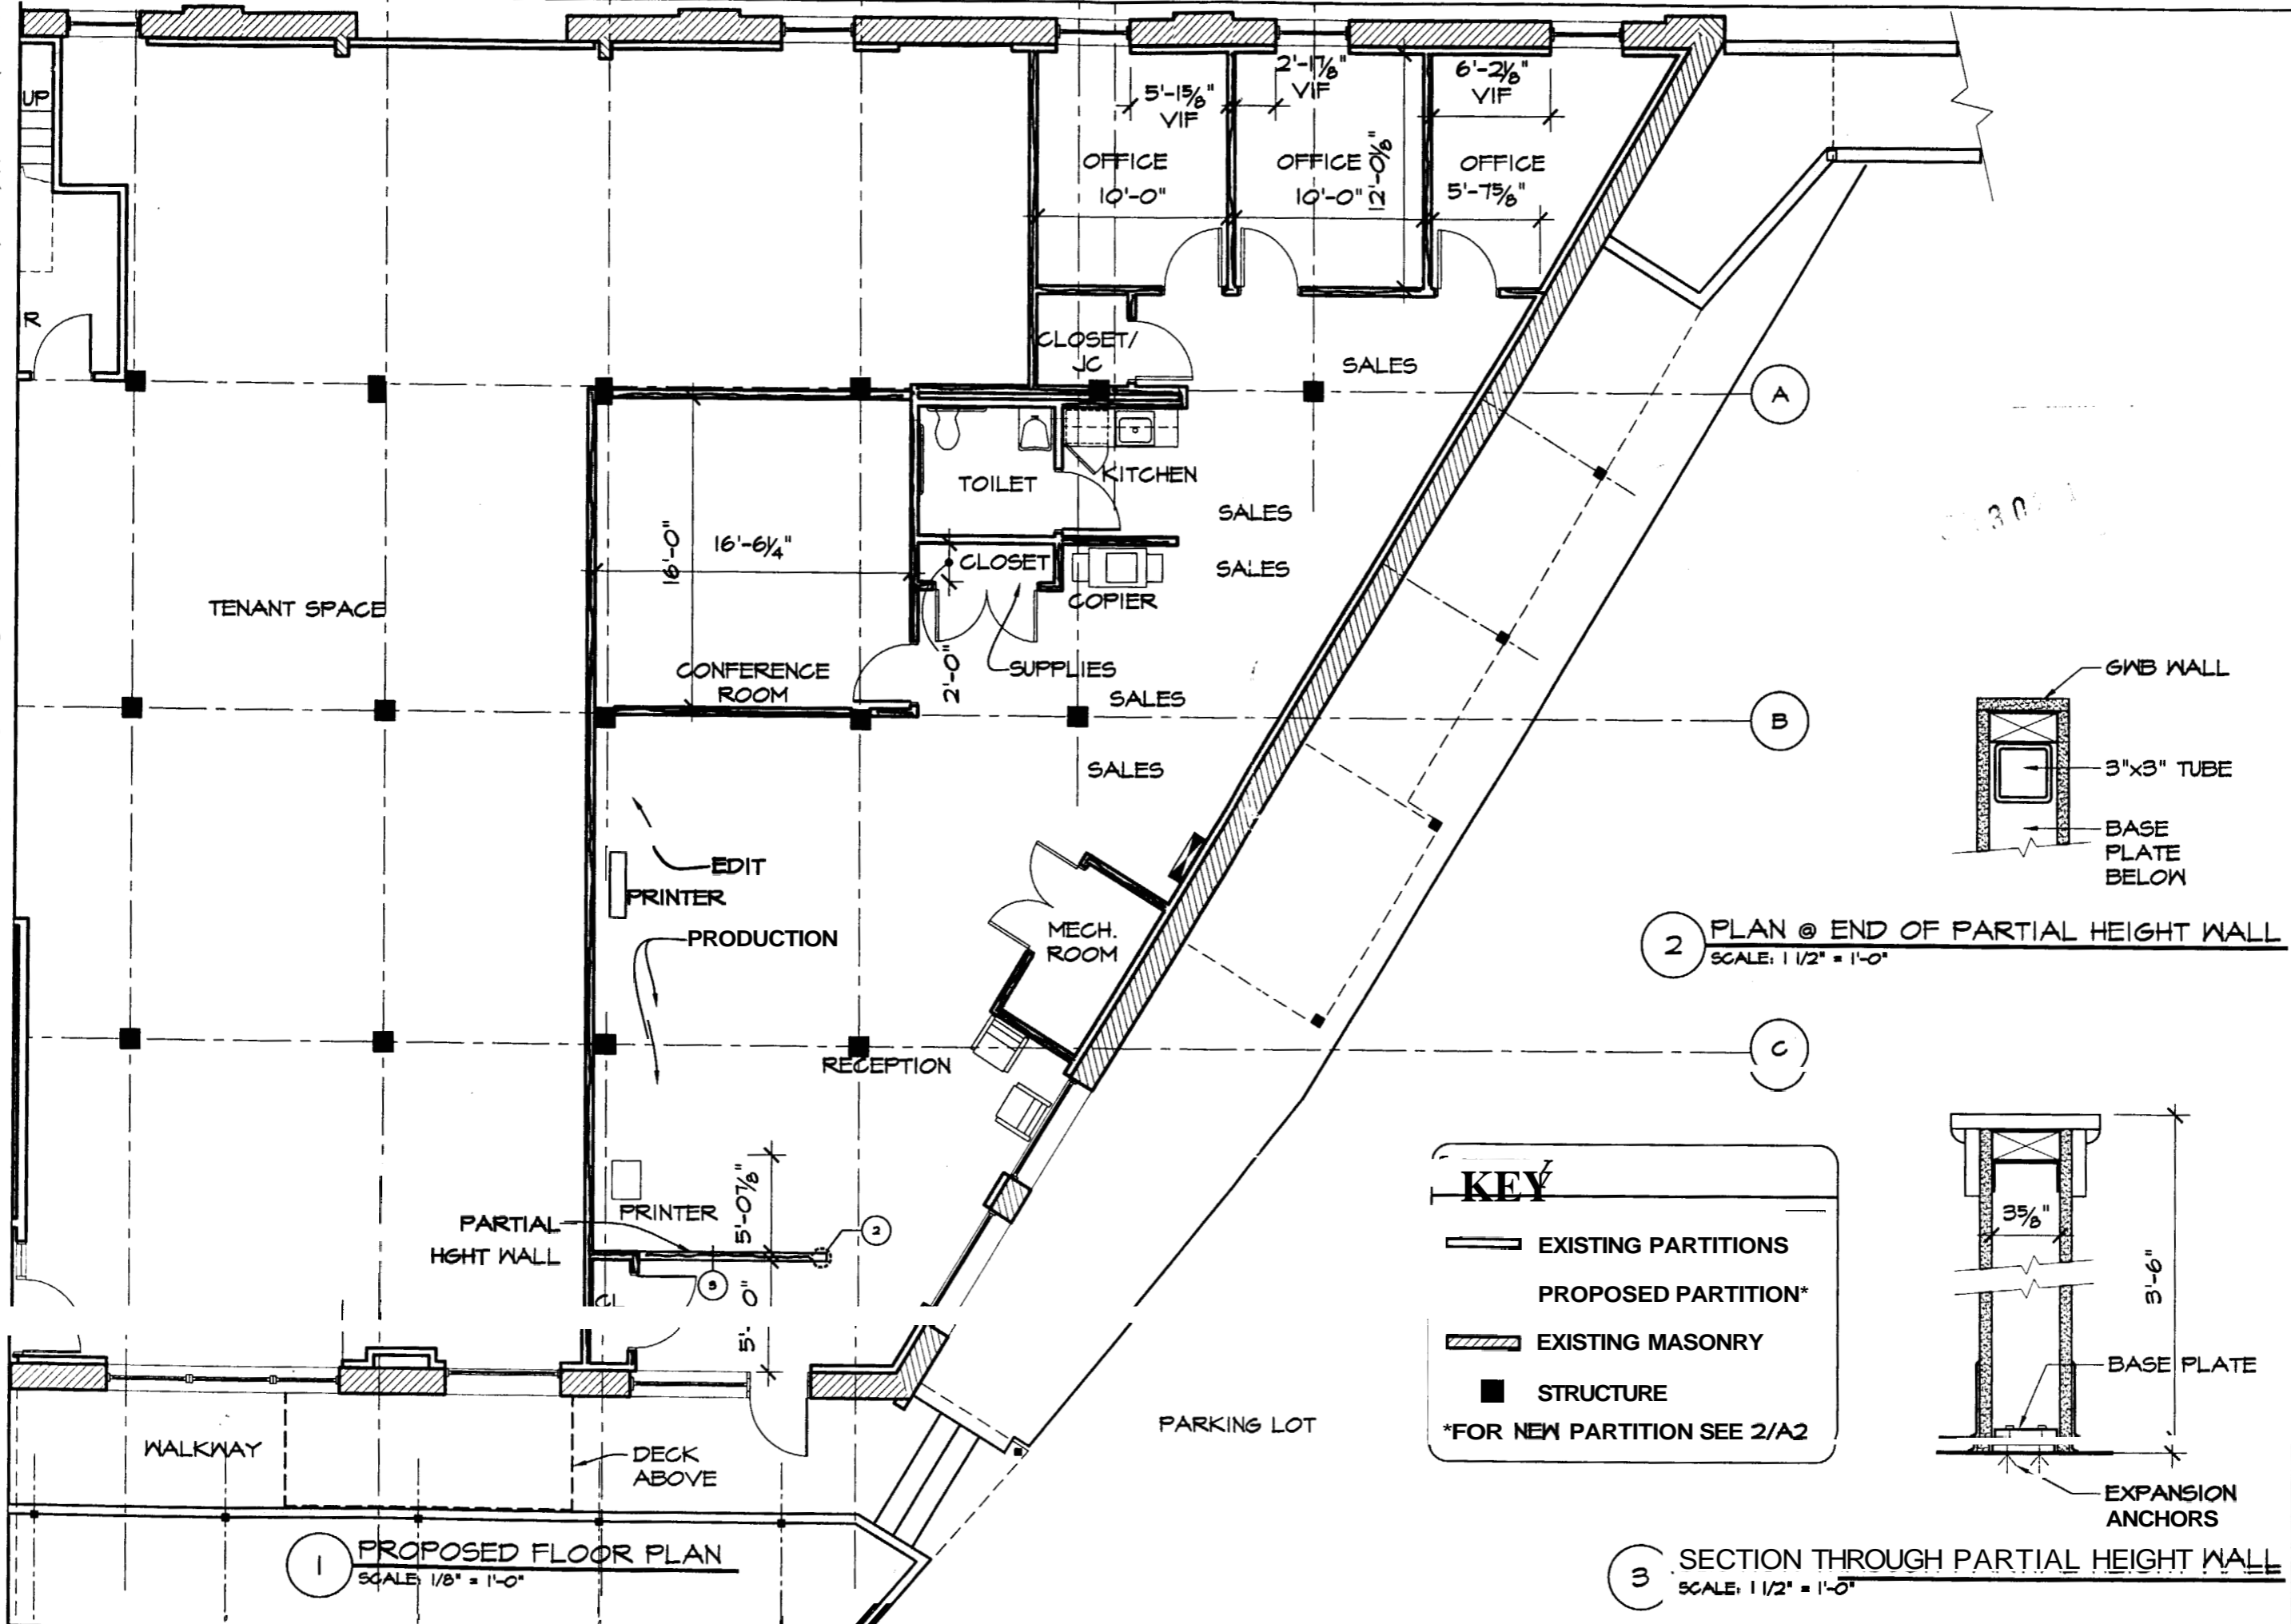 UP
R
5'-1⅝"
VIF
2'-1⅞"
VIF
6'-2⅛"
VIF
OFFICE
10'-0"
OFFICE
10'-0"
12'-0⅛"
OFFICE
5'-7⅝"
CLOSET/
JC
SALES
A
TOILET
KITCHEN
SALES
16'-0"
16'-6¼"
CLOSET
SALES
COPIER
TENANT SPACE
CONFERENCE
ROOM
2'-0"
SUPPLIES
SALES
B
SALES
EDIT
PRINTER
PRODUCTION
MECH.
ROOM
RECEPTION
C
PRINTER
5'-0⅞"
PARTIAL
HGHT WALL
2
3
5'-0"
CL
WALKWAY
DECK
ABOVE
PARKING LOT
1 PROPOSED FLOOR PLAN
SCALE: 1/8" = 1'-0"
30
GWB WALL
3"x3" TUBE
BASE
PLATE
BELOW
2 PLAN @ END OF PARTIAL HEIGHT WALL
SCALE: 1 1/2" = 1'-0"
KEY
EXISTING PARTITIONS
PROPOSED PARTITION*
EXISTING MASONRY
STRUCTURE
*FOR NEW PARTITION SEE 2/A2
3⅝"
3'-6"
BASE PLATE
EXPANSION
ANCHORS
3 SECTION THROUGH PARTIAL HEIGHT WALL
SCALE: 1 1/2" = 1'-0"